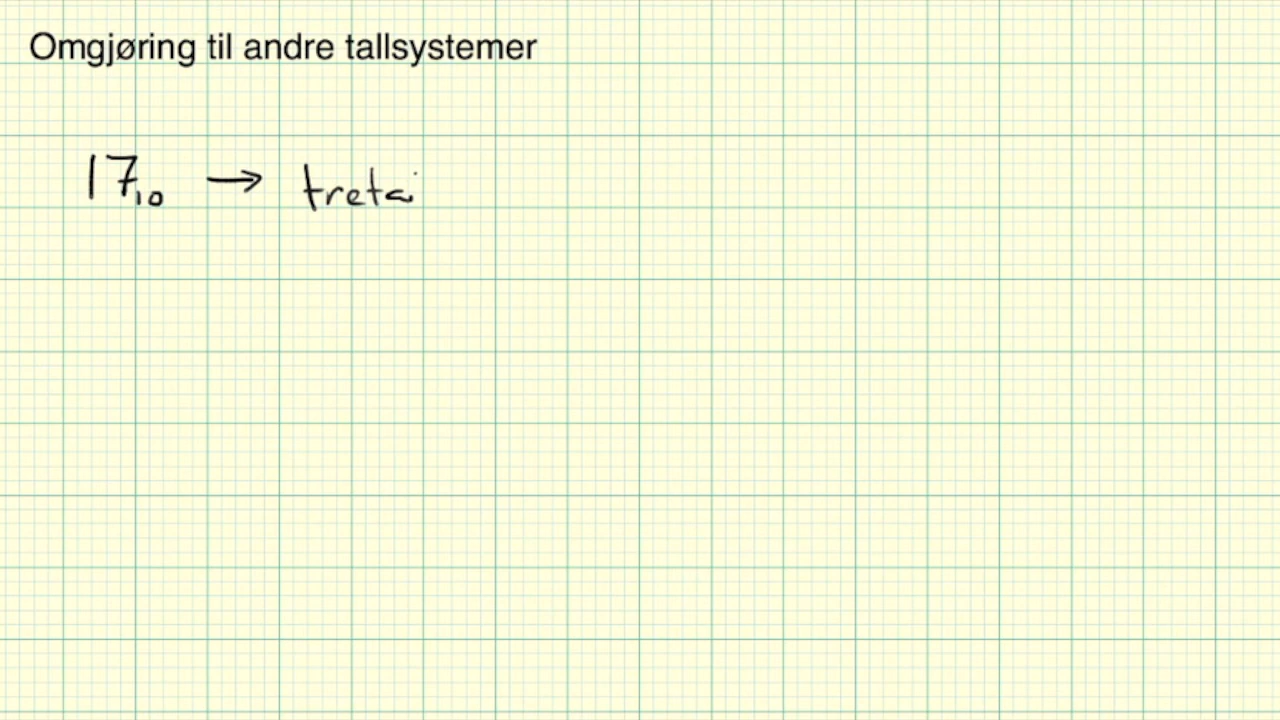 Omgjøring til andre tallsystemer
17₁₀ → treta